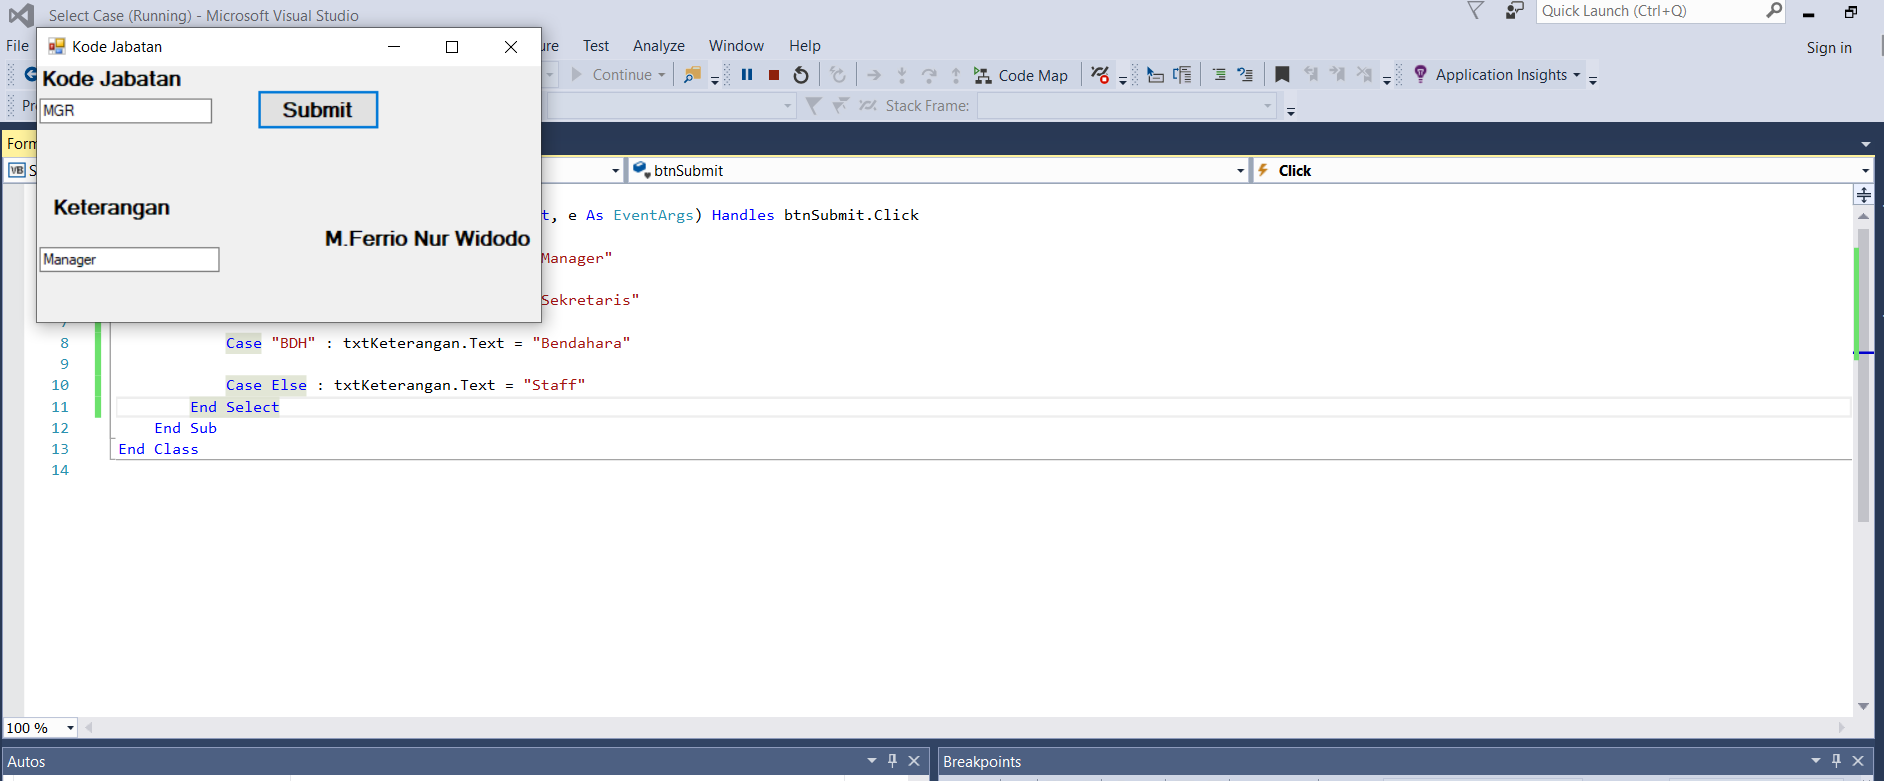 Select Case (Running) - Microsoft Visual Studio
Quick Launch (Ctrl+Q)
Kode Jabatan
File
Test Analyze Window Help
Sign in
Continue
Code Map
Application Insights
Kode Jabatan
MGR
Submit
Stack Frame:
Form
btnSubmit
Click
Keterangan
t, e As EventArgs) Handles btnSubmit.Click
M.Ferrio Nur Widodo
Manager
Manager"
Sekretaris"
8 Case "BDH" : txtKeterangan.Text = "Bendahara"
9
10 Case Else : txtKeterangan.Text = "Staff"
11 End Select
12 End Sub
13 End Class
14
100 %
Autos
Breakpoints